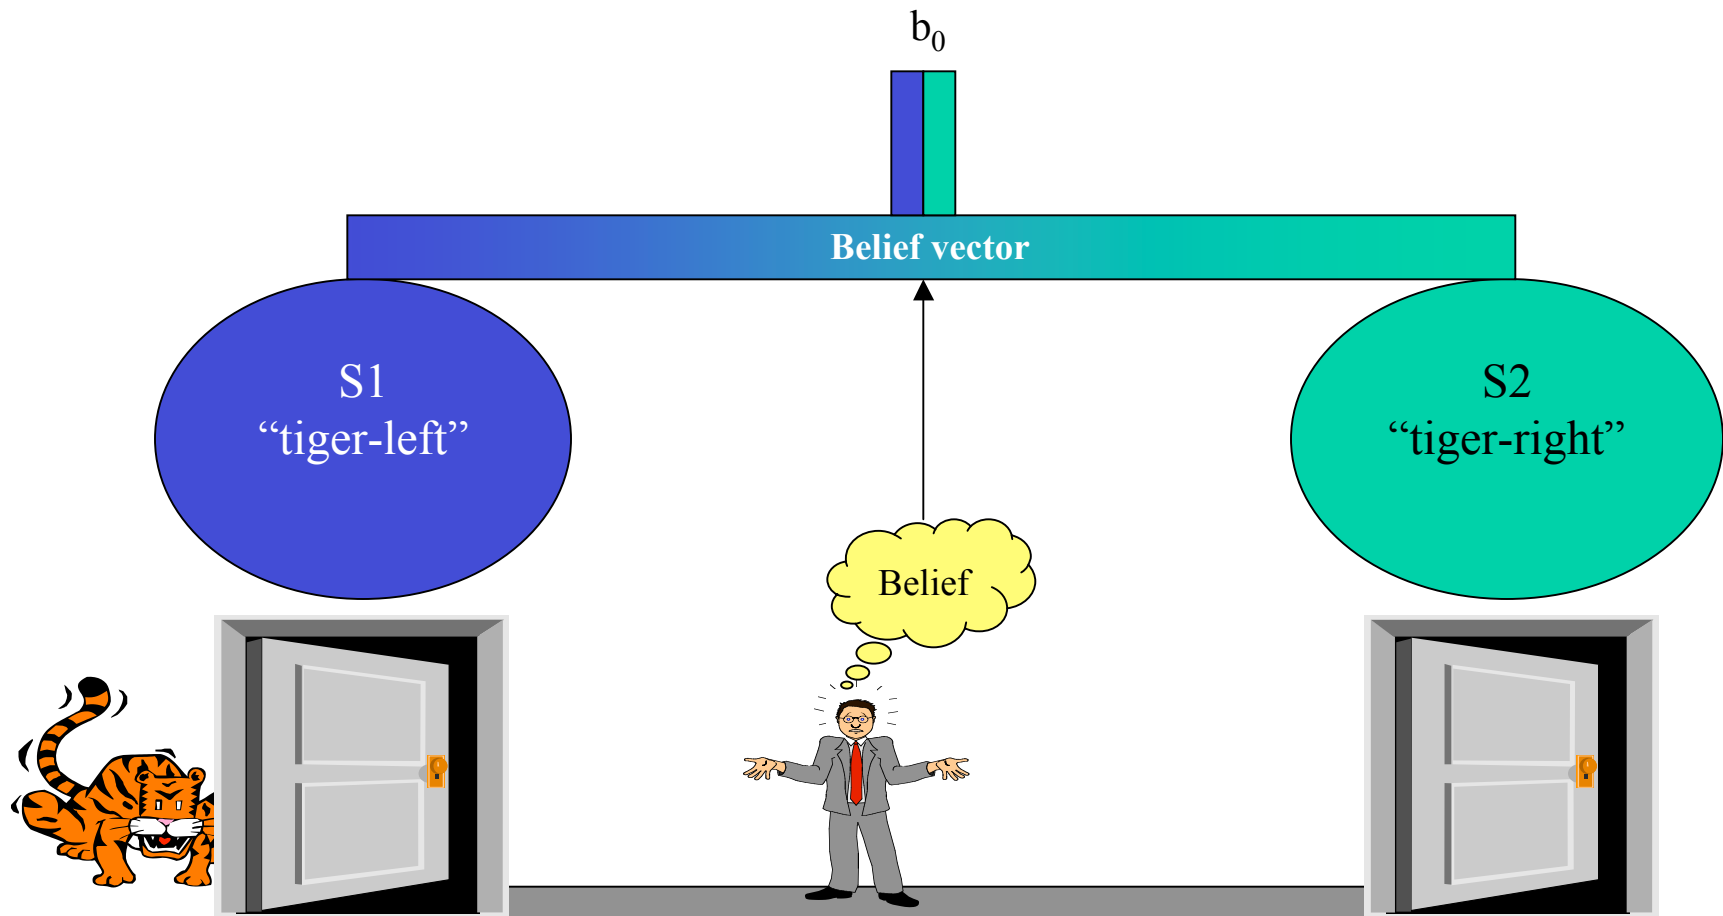 b₀
Belief vector
S1
“tiger-left”
S2
“tiger-right”
Belief